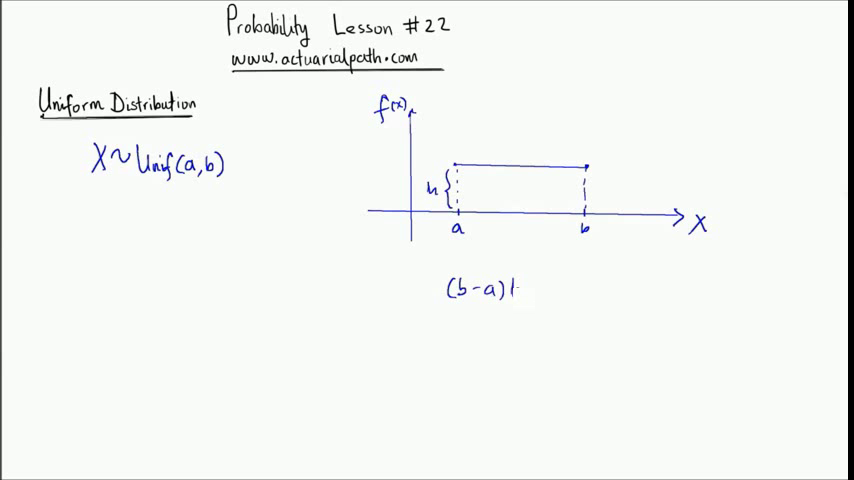 Probability Lesson #22
www.actuarialpath.com
Uniform Distribution
f(x)
X~Unif(a,b)
h
a
b
X
(b-a)